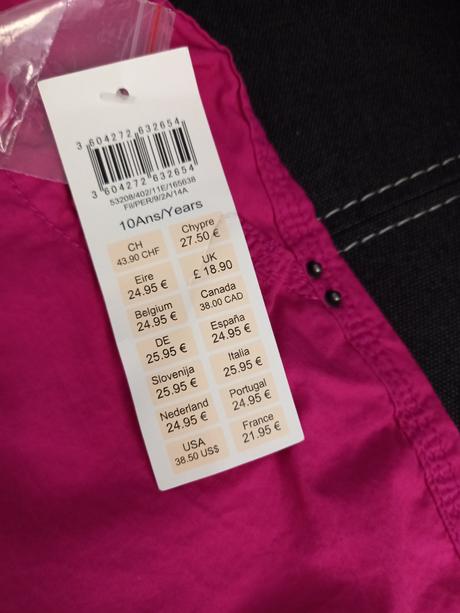 3 604272 632654
3 604272 632654
53208/402/11E/165638
FII/PER/9/2A/14A
10Ans/Years
CH
43.90 CHF
Chypre
27.50 €
Eire
24.95 €
UK
£ 18.90
Belgium
24.95 €
Canada
38.00 CAD
DE
25.95 €
España
24.95 €
Slovenija
25.95 €
Italia
25.95 €
Nederland
24.95 €
Portugal
24.95 €
USA
38.50 US$
France
21.95 €